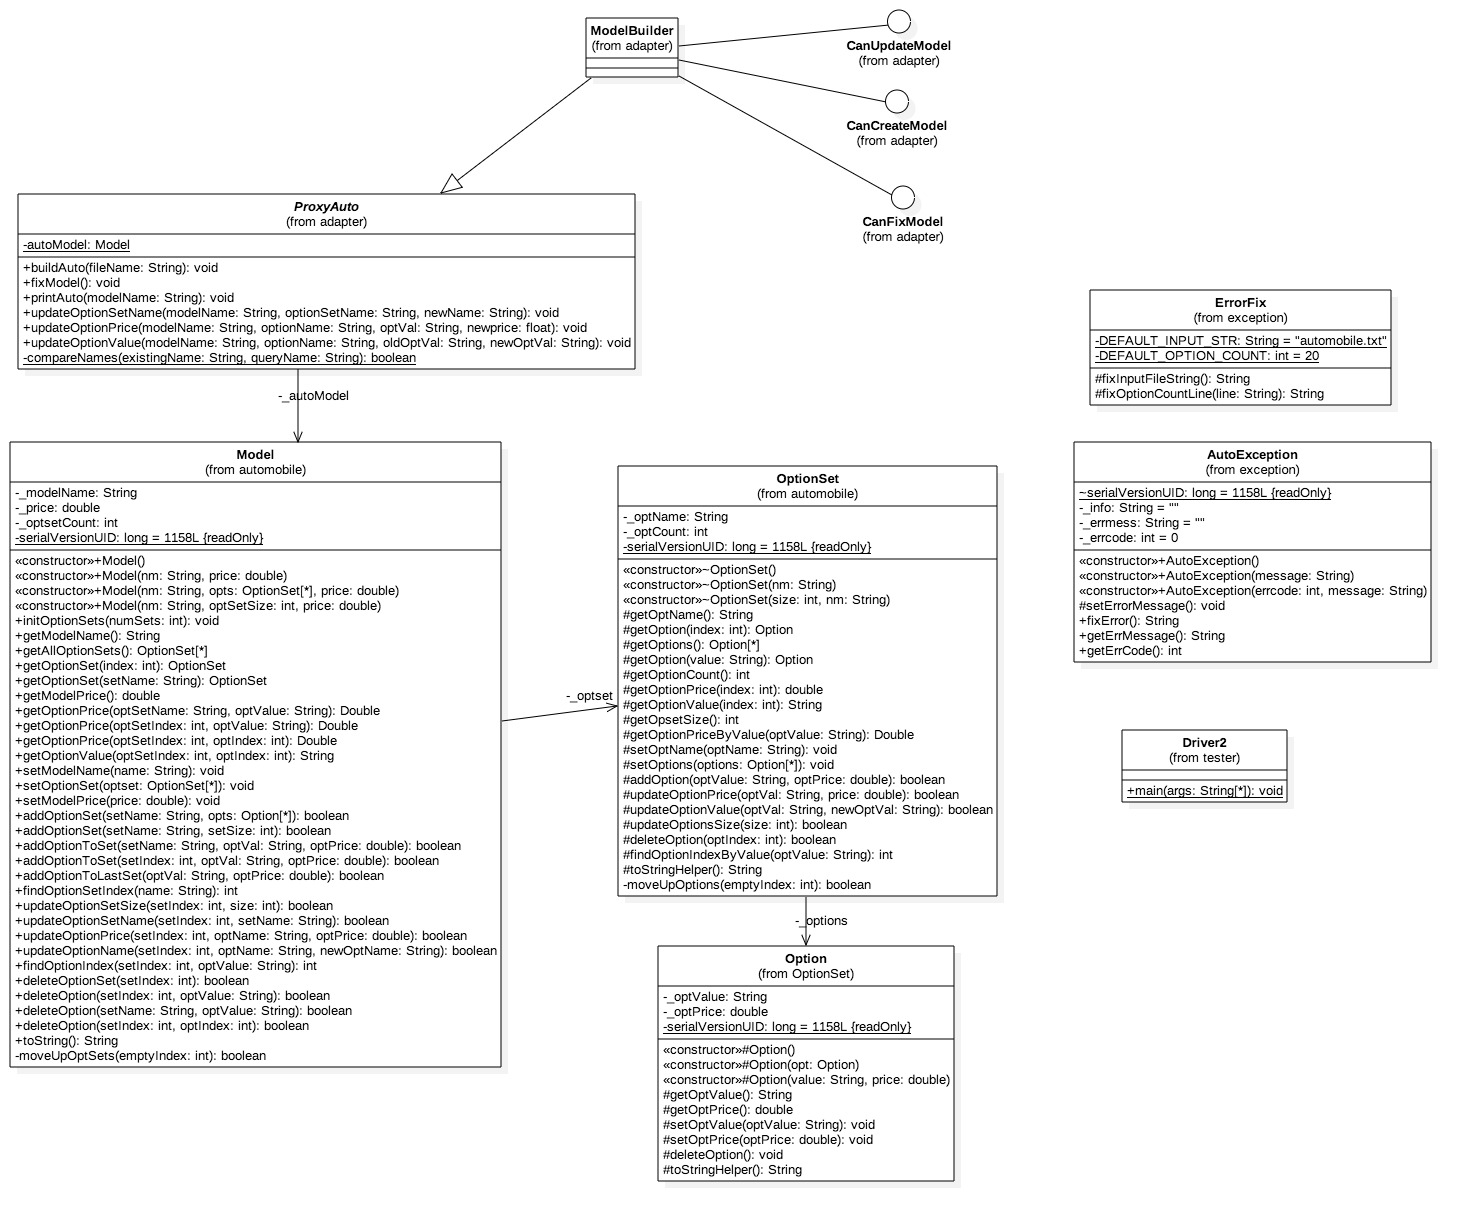 ModelBuilder
(from adapter)
CanUpdateModel
(from adapter)
CanCreateModel
(from adapter)
CanFixModel
(from adapter)
ProxyAuto
(from adapter)
-autoModel: Model
+buildAuto(fileName: String): void
+fixModel(): void
+printAuto(modelName: String): void
+updateOptionSetName(modelName: String, optionSetName: String, newName: String): void
+updateOptionPrice(modelName: String, optionName: String, optVal: String, newprice: float): void
+updateOptionValue(modelName: String, optionName: String, oldOptVal: String, newOptVal: String): void
-compareNames(existingName: String, queryName: String): boolean
-_autoModel
Model
(from automobile)
-_modelName: String
-_price: double
-_optsetCount: int
-serialVersionUID: long = 1158L {readOnly}
«constructor»+Model()
«constructor»+Model(nm: String, price: double)
«constructor»+Model(nm: String, opts: OptionSet[*], price: double)
«constructor»+Model(nm: String, optSetSize: int, price: double)
+initOptionSets(numSets: int): void
+getModelName(): String
+getAllOptionSets(): OptionSet[*]
+getOptionSet(index: int): OptionSet
+getOptionSet(setName: String): OptionSet
+getModelPrice(): double
+getOptionPrice(optSetName: String, optValue: String): Double
+getOptionPrice(optSetIndex: int, optValue: String): Double
+getOptionPrice(optSetIndex: int, optIndex: int): Double
+getOptionValue(optSetIndex: int, optIndex: int): String
+setModelName(name: String): void
+setOptionSet(optset: OptionSet[*]): void
+setModelPrice(price: double): void
+addOptionSet(setName: String, opts: Option[*]): boolean
+addOptionSet(setName: String, setSize: int): boolean
+addOptionToSet(setName: String, optVal: String, optPrice: double): boolean
+addOptionToSet(setIndex: int, optVal: String, optPrice: double): boolean
+addOptionToLastSet(optVal: String, optPrice: double): boolean
+findOptionSetIndex(name: String): int
+updateOptionSetSize(setIndex: int, size: int): boolean
+updateOptionSetName(setIndex: int, setName: String): boolean
+updateOptionPrice(setIndex: int, optName: String, optPrice: double): boolean
+updateOptionName(setIndex: int, optName: String, newOptName: String): boolean
+findOptionIndex(setIndex: int, optValue: String): int
+deleteOptionSet(setIndex: int): boolean
+deleteOption(setIndex: int, optValue: String): boolean
+deleteOption(setName: String, optValue: String): boolean
+deleteOption(setIndex: int, optIndex: int): boolean
+toString(): String
-moveUpOptSets(emptyIndex: int): boolean
-_optset
OptionSet
(from automobile)
-_optName: String
-_optCount: int
-serialVersionUID: long = 1158L {readOnly}
«constructor»~OptionSet()
«constructor»~OptionSet(nm: String)
«constructor»~OptionSet(size: int, nm: String)
#getOptName(): String
#getOption(index: int): Option
#getOptions(): Option[*]
#getOption(value: String): Option
#getOptionCount(): int
#getOptionPrice(index: int): double
#getOptionValue(index: int): String
#getOpsetSize(): int
#getOptionPriceByValue(optValue: String): Double
#setOptName(optName: String): void
#setOptions(options: Option[*]): void
#addOption(optValue: String, optPrice: double): boolean
#updateOptionPrice(optVal: String, price: double): boolean
#updateOptionValue(optVal: String, newOptVal: String): boolean
#updateOptionsSize(size: int): boolean
#deleteOption(optIndex: int): boolean
#findOptionIndexByValue(optValue: String): int
#toStringHelper(): String
-moveUpOptions(emptyIndex: int): boolean
-_options
Option
(from OptionSet)
-_optValue: String
-_optPrice: double
-serialVersionUID: long = 1158L {readOnly}
«constructor»#Option()
«constructor»#Option(opt: Option)
«constructor»#Option(value: String, price: double)
#getOptValue(): String
#getOptPrice(): double
#setOptValue(optValue: String): void
#setOptPrice(optPrice: double): void
#deleteOption(): void
#toStringHelper(): String
ErrorFix
(from exception)
-DEFAULT_INPUT_STR: String = "automobile.txt"
-DEFAULT_OPTION_COUNT: int = 20
#fixInputFileString(): String
#fixOptionCountLine(line: String): String
AutoException
(from exception)
~serialVersionUID: long = 1158L {readOnly}
-_info: String = ""
-_errmess: String = ""
-_errcode: int = 0
«constructor»+AutoException()
«constructor»+AutoException(message: String)
«constructor»+AutoException(errcode: int, message: String)
#setErrorMessage(): void
+fixError(): String
+getErrMessage(): String
+getErrCode(): int
Driver2
(from tester)
+main(args: String[*]): void